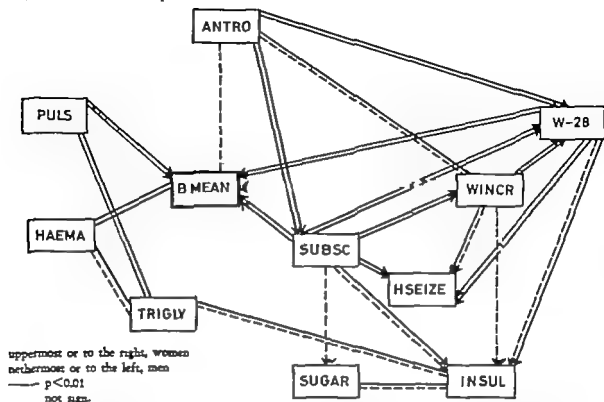 ANTRO
PULS
W-28
B MEAN
WINCR
HAEMA
SUBSC
HSEIZE
TRIGLY
SUGAR
INSUL
uppermost or to the right, women
nethermost or to the left, men
p<0.01
not sign.